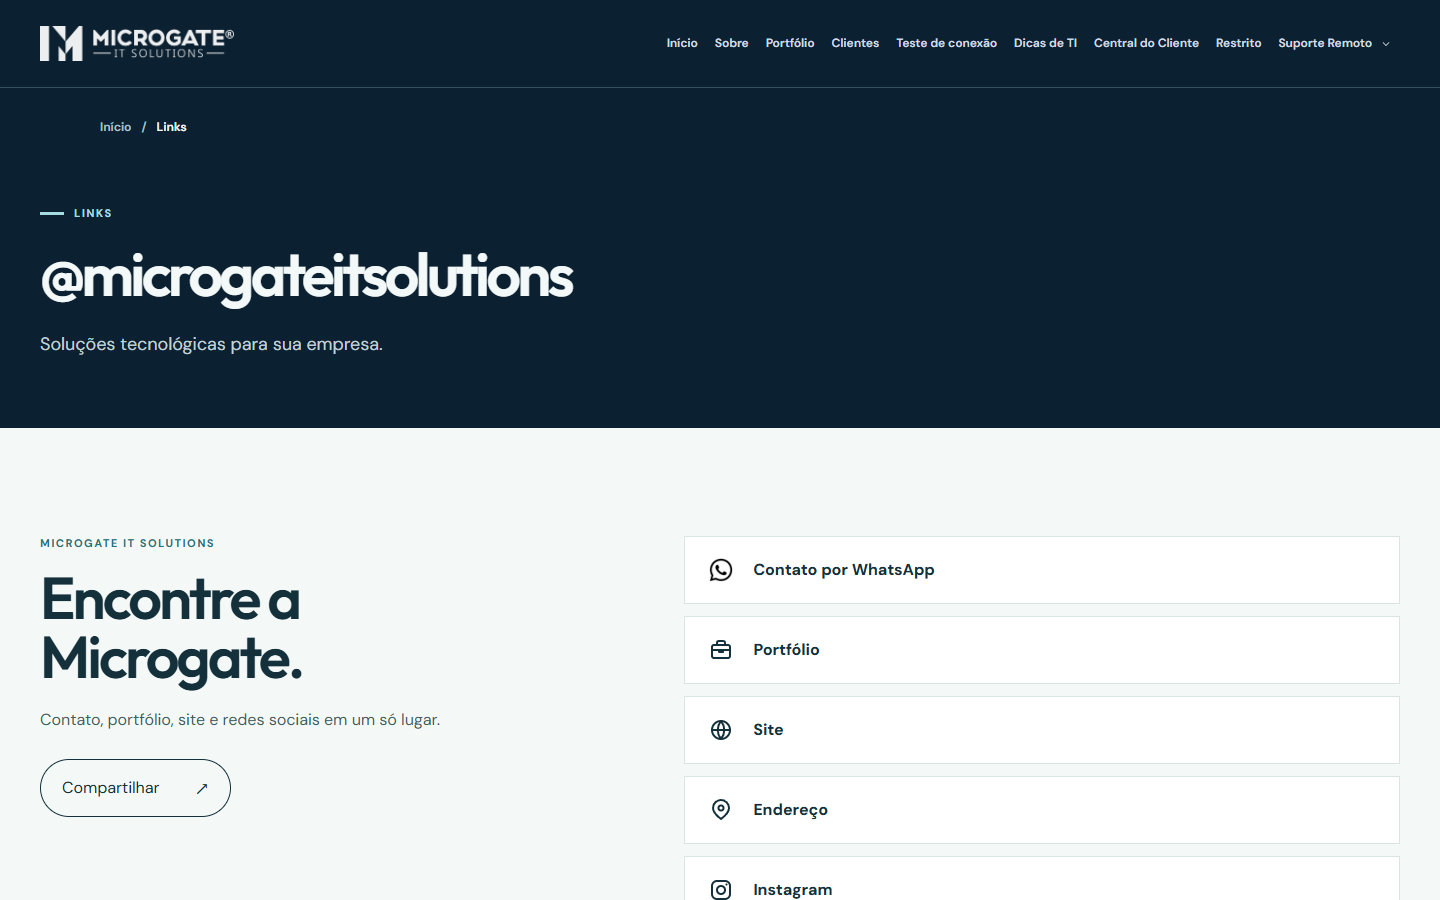 MICROGATE®
IT SOLUTIONS
Início Sobre Portfólio Clientes Teste de conexão Dicas de TI Central do Cliente Restrito Suporte Remoto
Início / Links
LINKS
@microgateitsolutions
Soluções tecnológicas para sua empresa.
MICROGATE IT SOLUTIONS
Encontre a
Microgate.
Contato, portfólio, site e redes sociais em um só lugar.
Compartilhar ↗
Contato por WhatsApp
Portfólio
Site
Endereço
Instagram